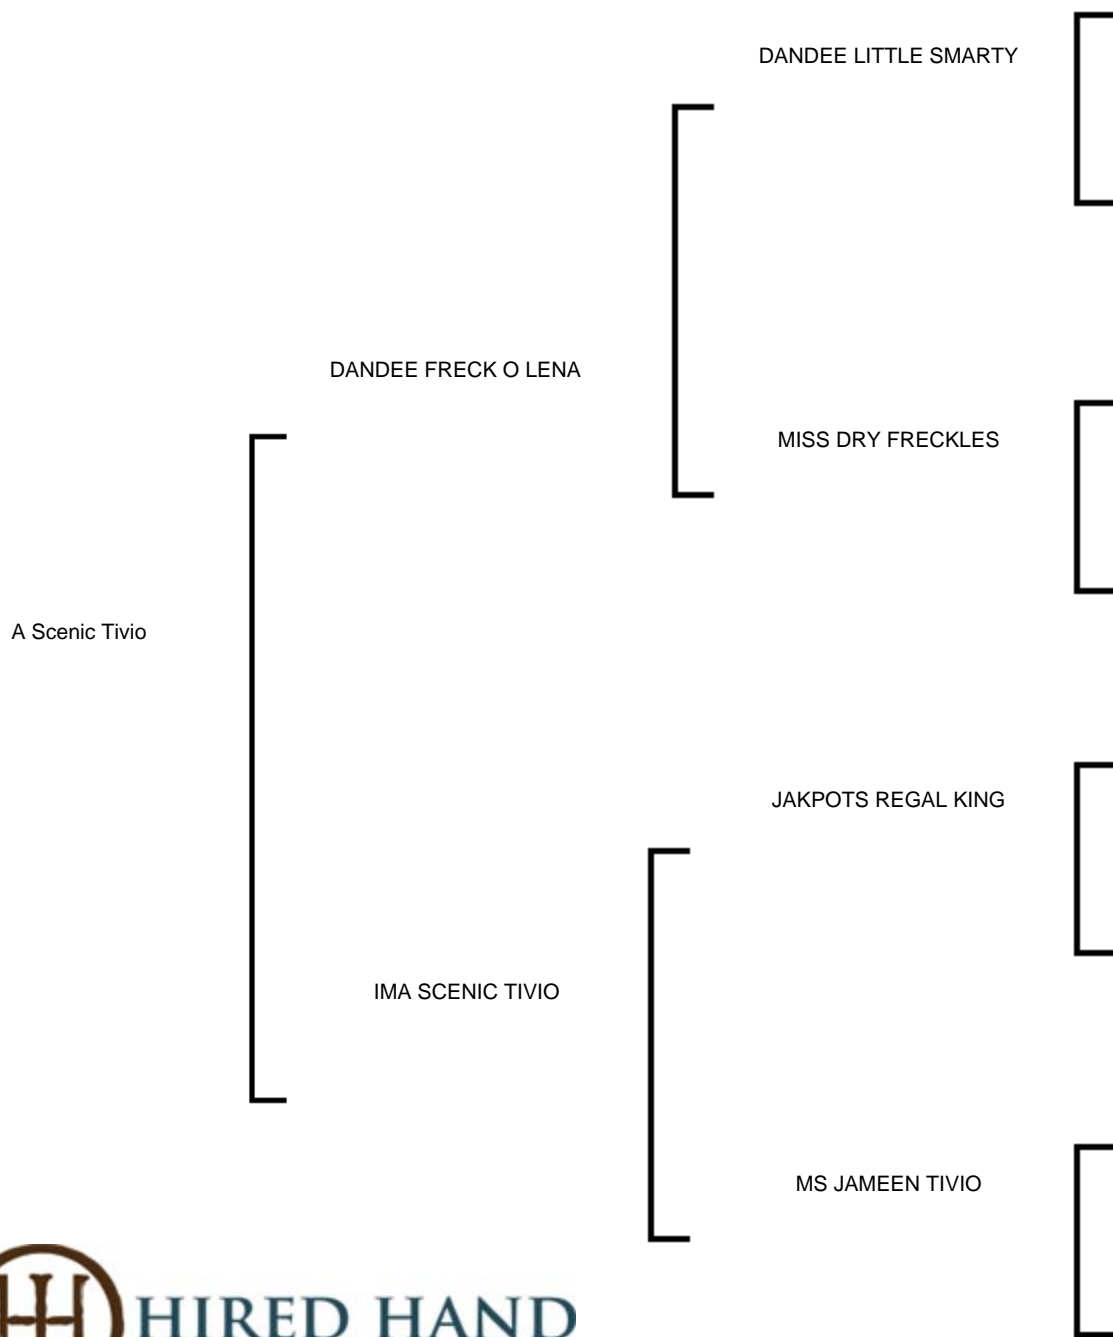 DANDEE LITTLE SMARTY
DANDEE FRECK O LENA
MISS DRY FRECKLES
A Scenic Tivio
JAKPOTS REGAL KING
IMA SCENIC TIVIO
MS JAMEEN TIVIO
HH HIRED HAND